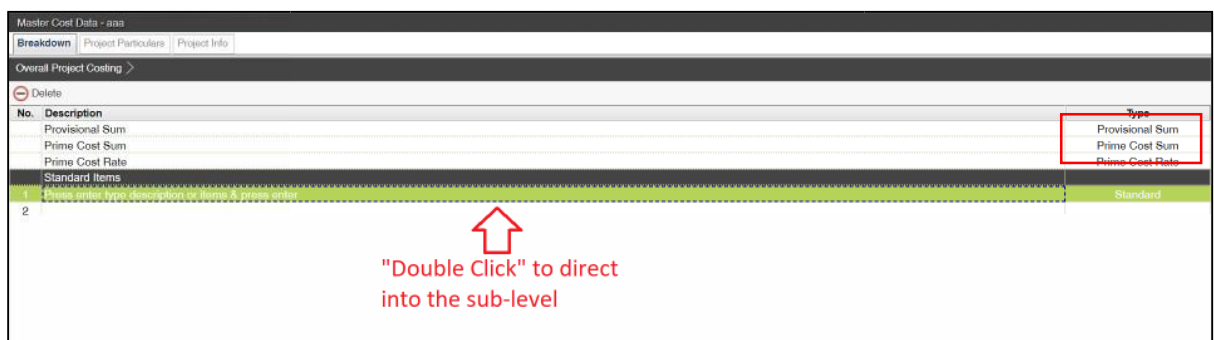 Master Cost Data - aaa
Breakdown Project Particulars Project Info
Overall Project Costing >
Delete
No. Description Type
Provisional Sum Provisional Sum
Prime Cost Sum Prime Cost Sum
Prime Cost Rate Prime Cost Rate
Standard Items
1 Press enter type description or items & press enter Standard
2
"Double Click" to direct
into the sub-level